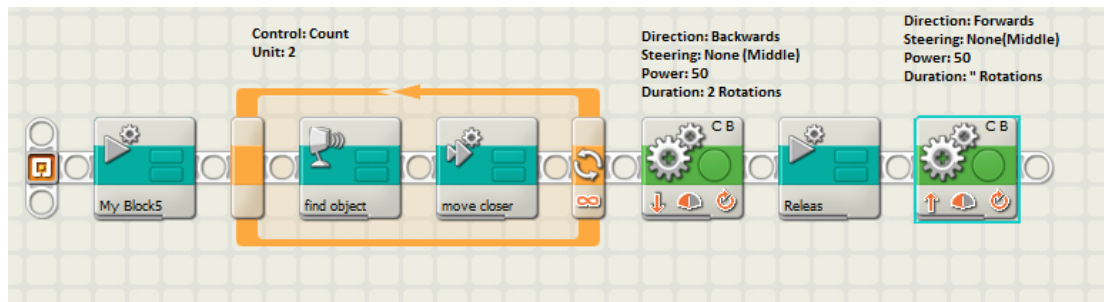 Control: Count
Unit: 2
Direction: Backwards
Steering: None (Middle)
Power: 50
Duration: 2 Rotations
Direction: Forwards
Steering: None(Middle)
Power: 50
Duration: " Rotations
My Block5
find object
move closer
C B
Releas
C B